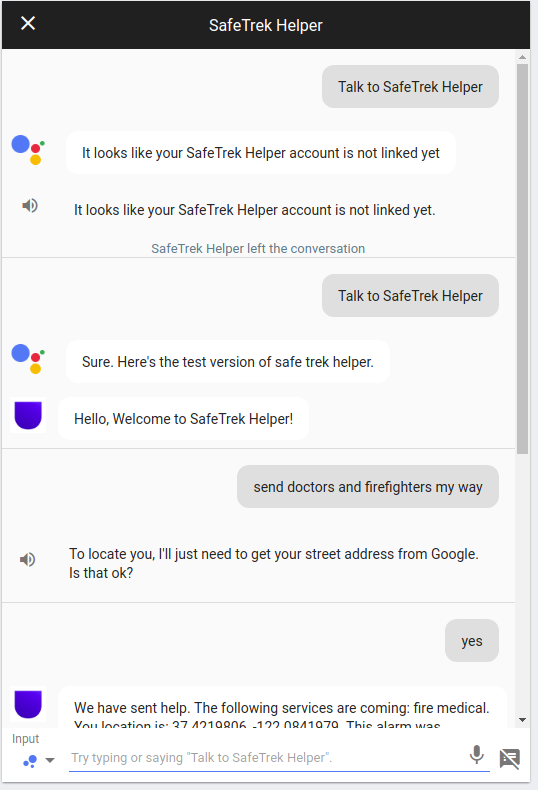 SafeTrek Helper
Talk to SafeTrek Helper
It looks like your SafeTrek Helper account is not linked yet
It looks like your SafeTrek Helper account is not linked yet.
SafeTrek Helper left the conversation
Talk to SafeTrek Helper
Sure. Here's the test version of safe trek helper.
Hello, Welcome to SafeTrek Helper!
send doctors and firefighters my way
To locate you, I'll just need to get your street address from Google.
Is that ok?
yes
We have sent help. The following services are coming: fire medical.
You location is: 37.4219806, -122.0841979. This alarm was
Input
Try typing or saying "Talk to SafeTrek Helper".